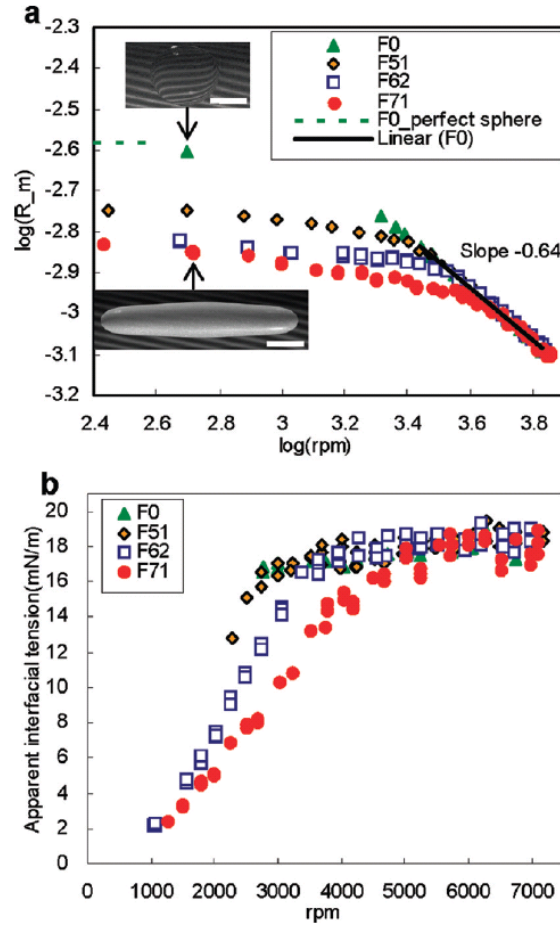 a
-2.3
-2.4
-2.5
-2.6
-2.7
-2.8
-2.9
-3
-3.1
-3.2
log(R_m)
F0
F51
F62
F71
F0_perfect sphere
Linear (F0)
Slope -0.64
2.4 2.6 2.8 3 3.2 3.4 3.6 3.8
log(rpm)
b
20
18
16
14
12
10
8
6
4
2
0
Apparent interfacial tension(mN/m)
F0
F51
F62
F71
0 1000 2000 3000 4000 5000 6000 7000
rpm